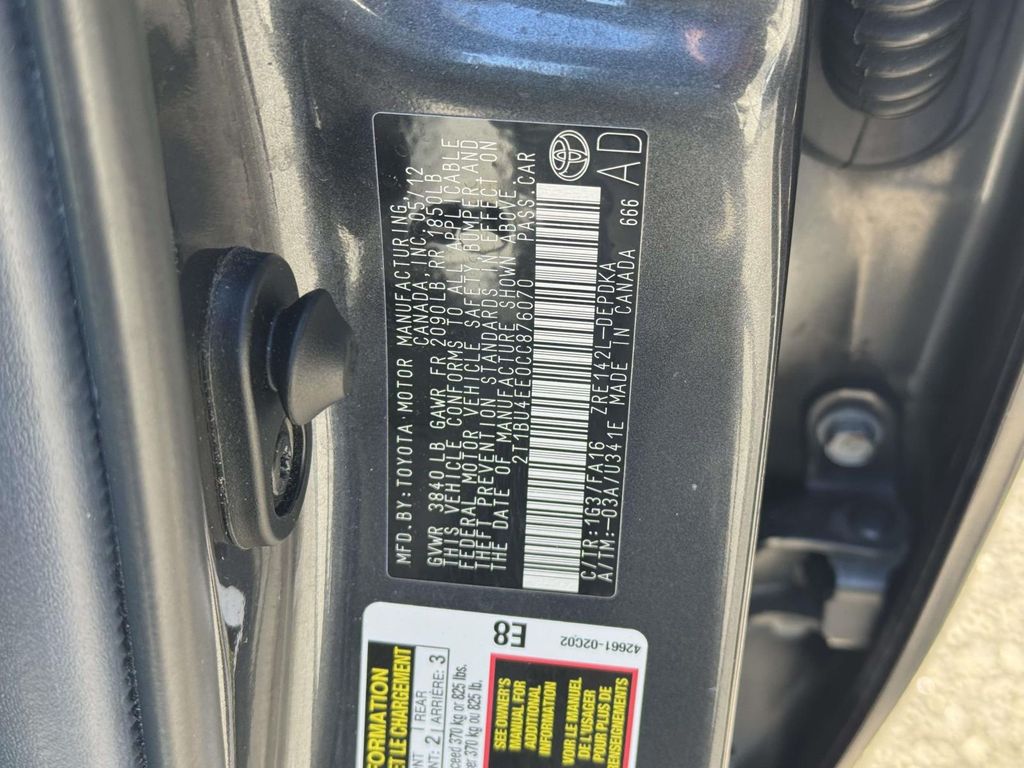 MFD.BY:TOYOTA MOTOR MANUFACTURING,
CANADA, INC. 05/12
GVWR 3840 LB GAWR FR 2090LB RR 1850LB
THIS VEHICLE CONFORMS TO ALL APPLICABLE
FEDERAL MOTOR VEHICLE SAFETY, BUMPER, AND
THEFT PREVENTION STANDARDS IN EFFECT ON
THE DATE OF MANUFACTURE SHOWN ABOVE.
2T1BU4EE0CC876070 PASS.CAR
C/TR:1G3/FA16 ZRE142L-DEPDKA
A/TM:-03A/U341E MADE IN CANADA 666 AD
E8
42661-02C02
ET LE CHARGEMENT
REAR
2 ARRIÈRE: 3
370 kg or 825 lbs.
370 kg ou 825 lb.
SEE OWNER'S
MANUAL FOR
ADDITIONAL
INFORMATION
VOIR LE MANUEL
DE L'USAGER
POUR PLUS DE
RENSEIGNEMENTS